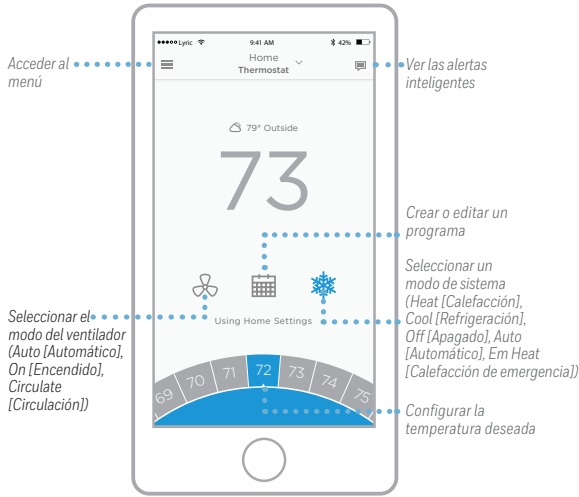 Lyric 9:41 AM 42%
Home
Thermostat
Acceder al
menú
Ver las alertas
inteligentes
79° Outside
73
Crear o editar un
programa
Seleccionar un
modo de sistema
(Heat [Calefacción],
Cool [Refrigeración],
Off [Apagado], Auto
[Automático], Em Heat
[Calefacción de emergencia])
Seleccionar el
modo del ventilador
(Auto [Automático],
On [Encendido],
Circulate
[Circulación])
Using Home Settings
69 70 71 72 73 74 75
Configurar la
temperatura deseada